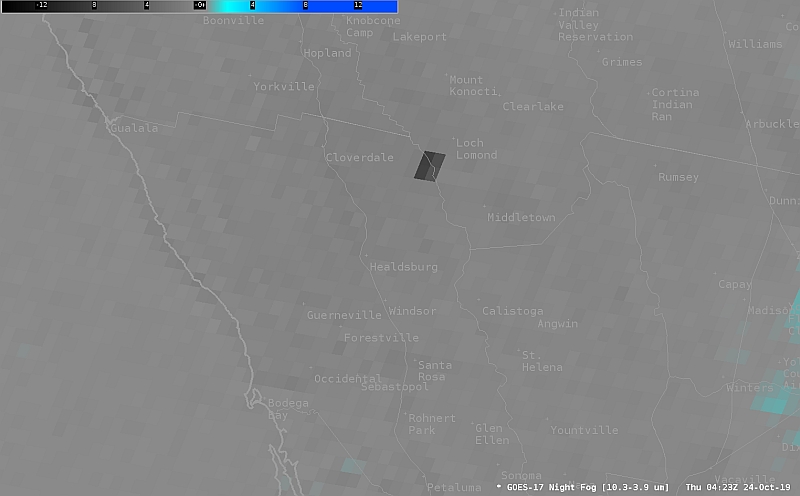 -12 8 4 -0+ 4 8 12
Boonville
Knobcone
Camp
Lakeport
Indian
Valley
Reservation
Williams
Hopland
Grimes
Yorkville
Mount
Konocti
Clearlake
Cortina
Indian
Ran
Gualala
Arbuckle
Cloverdale
Loch
Lomond
Rumsey
Dunni
Middletown
Healdsburg
Capay
Guerneville
Windsor
Calistoga
Angwin
Madiso
Forestville
St.
Helena
Santa
Rosa
Occidental
Sebastopol
Winters
Bodega
Bay
Rohnert
Park
Glen
Ellen
Yountville
Sonoma
Vacaville
Petaluma
* GOES-17 Night Fog [10.3-3.9 um] Thu 04:23Z 24-Oct-19